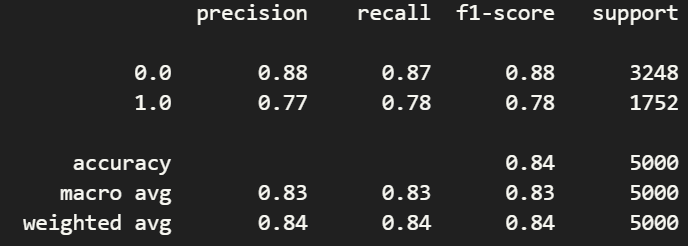 precision recall f1-score support
0.0 0.88 0.87 0.88 3248
1.0 0.77 0.78 0.78 1752
accuracy 0.84 5000
macro avg 0.83 0.83 0.83 5000
weighted avg 0.84 0.84 0.84 5000